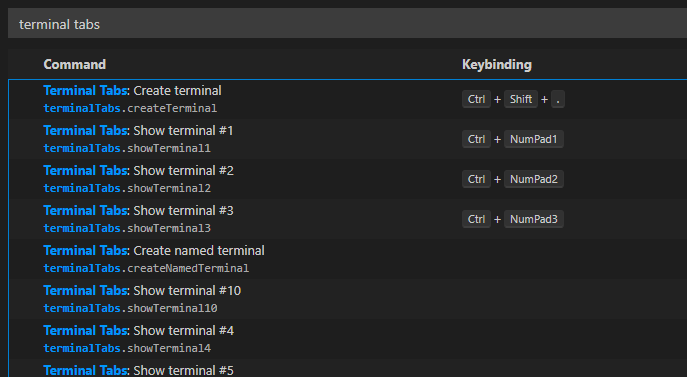 terminal tabs
Command Keybinding
Terminal Tabs: Create terminal
terminalTabs.createTerminal Ctrl + Shift + .
Terminal Tabs: Show terminal #1
terminalTabs.showTerminal1 Ctrl + NumPad1
Terminal Tabs: Show terminal #2
terminalTabs.showTerminal2 Ctrl + NumPad2
Terminal Tabs: Show terminal #3
terminalTabs.showTerminal3 Ctrl + NumPad3
Terminal Tabs: Create named terminal
terminalTabs.createNamedTerminal
Terminal Tabs: Show terminal #10
terminalTabs.showTerminal10
Terminal Tabs: Show terminal #4
terminalTabs.showTerminal4
Terminal Tabs: Show terminal #5